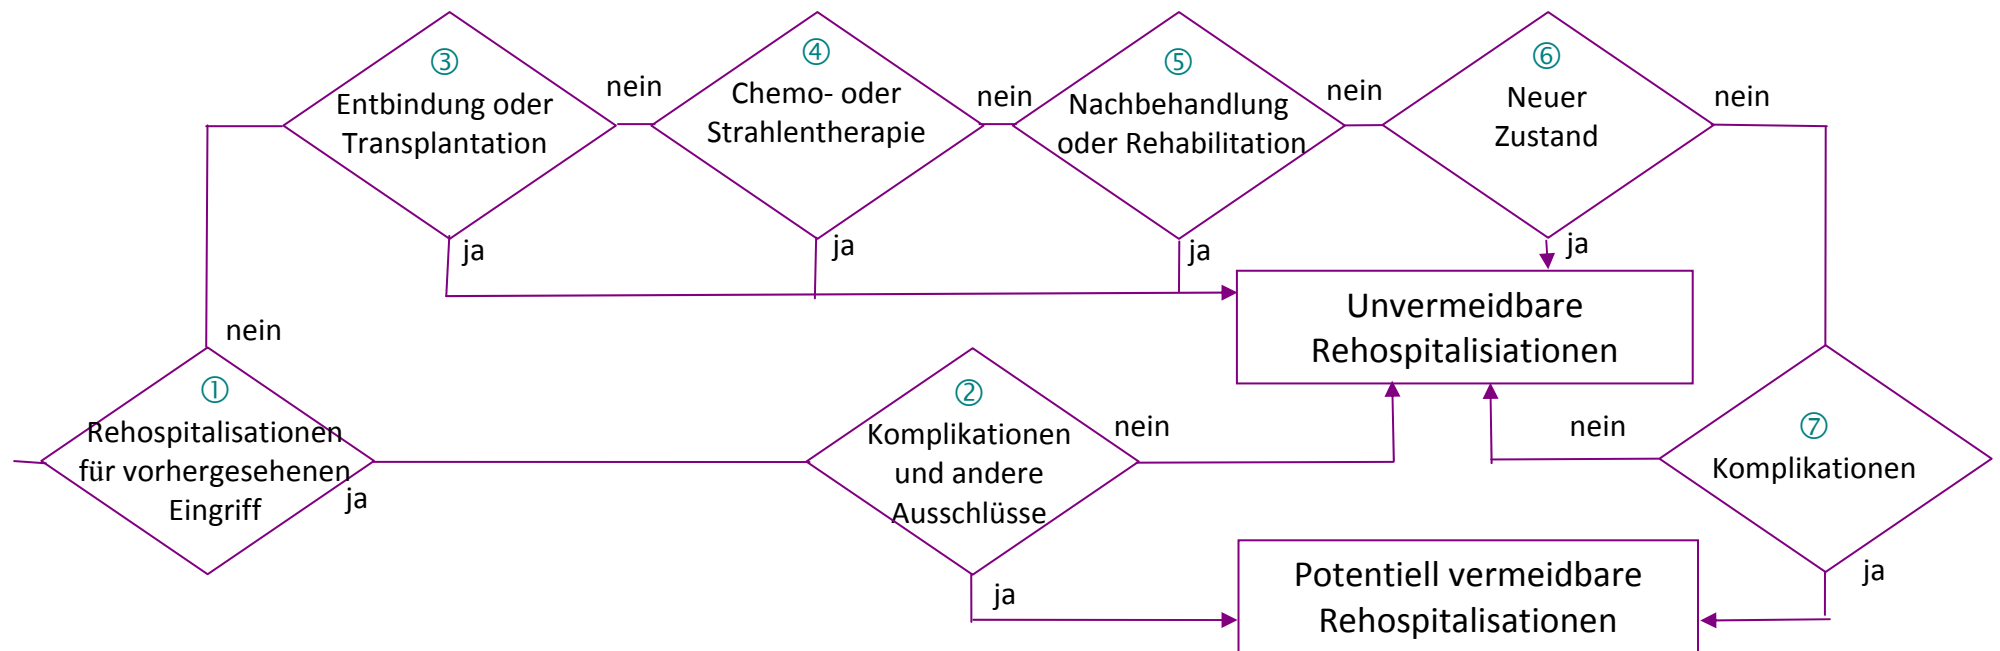 ③
Entbindung oder
Transplantation
nein
ja
④
Chemo- oder
Strahlentherapie
nein
ja
⑤
Nachbehandlung
oder Rehabilitation
nein
ja
⑥
Neuer
Zustand
nein
ja
Unvermeidbare
Rehospitalisiationen
nein
①
Rehospitalisationen
für vorhergesehenen
Eingriff
ja
②
Komplikationen
und andere
Ausschlüsse
nein
ja
nein
⑦
Komplikationen
ja
Potentiell vermeidbare
Rehospitalisationen